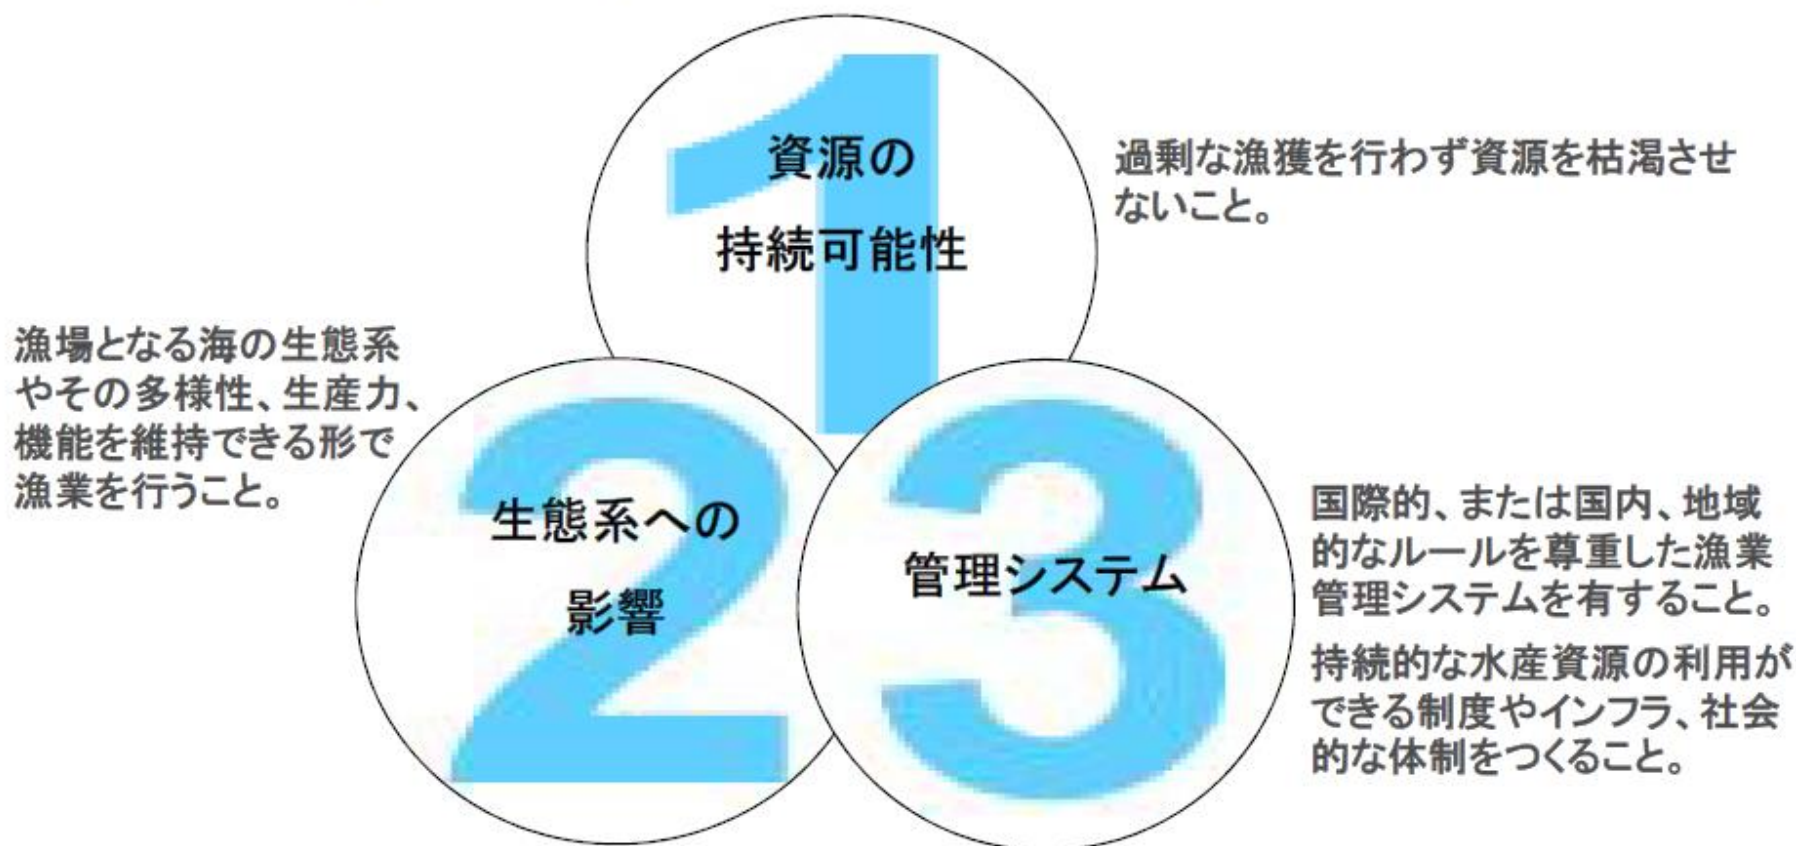 1
資源の
持続可能性
過剰な漁獲を行わず資源を枯渇させ
ないこと。
2
生態系への
影響
漁場となる海の生態系
やその多様性、生産力、
機能を維持できる形で
漁業を行うこと。
3
管理システム
国際的、または国内、地域
的なルールを尊重した漁業
管理システムを有すること。
持続的な水産資源の利用が
できる制度やインフラ、社会
的な体制をつくること。